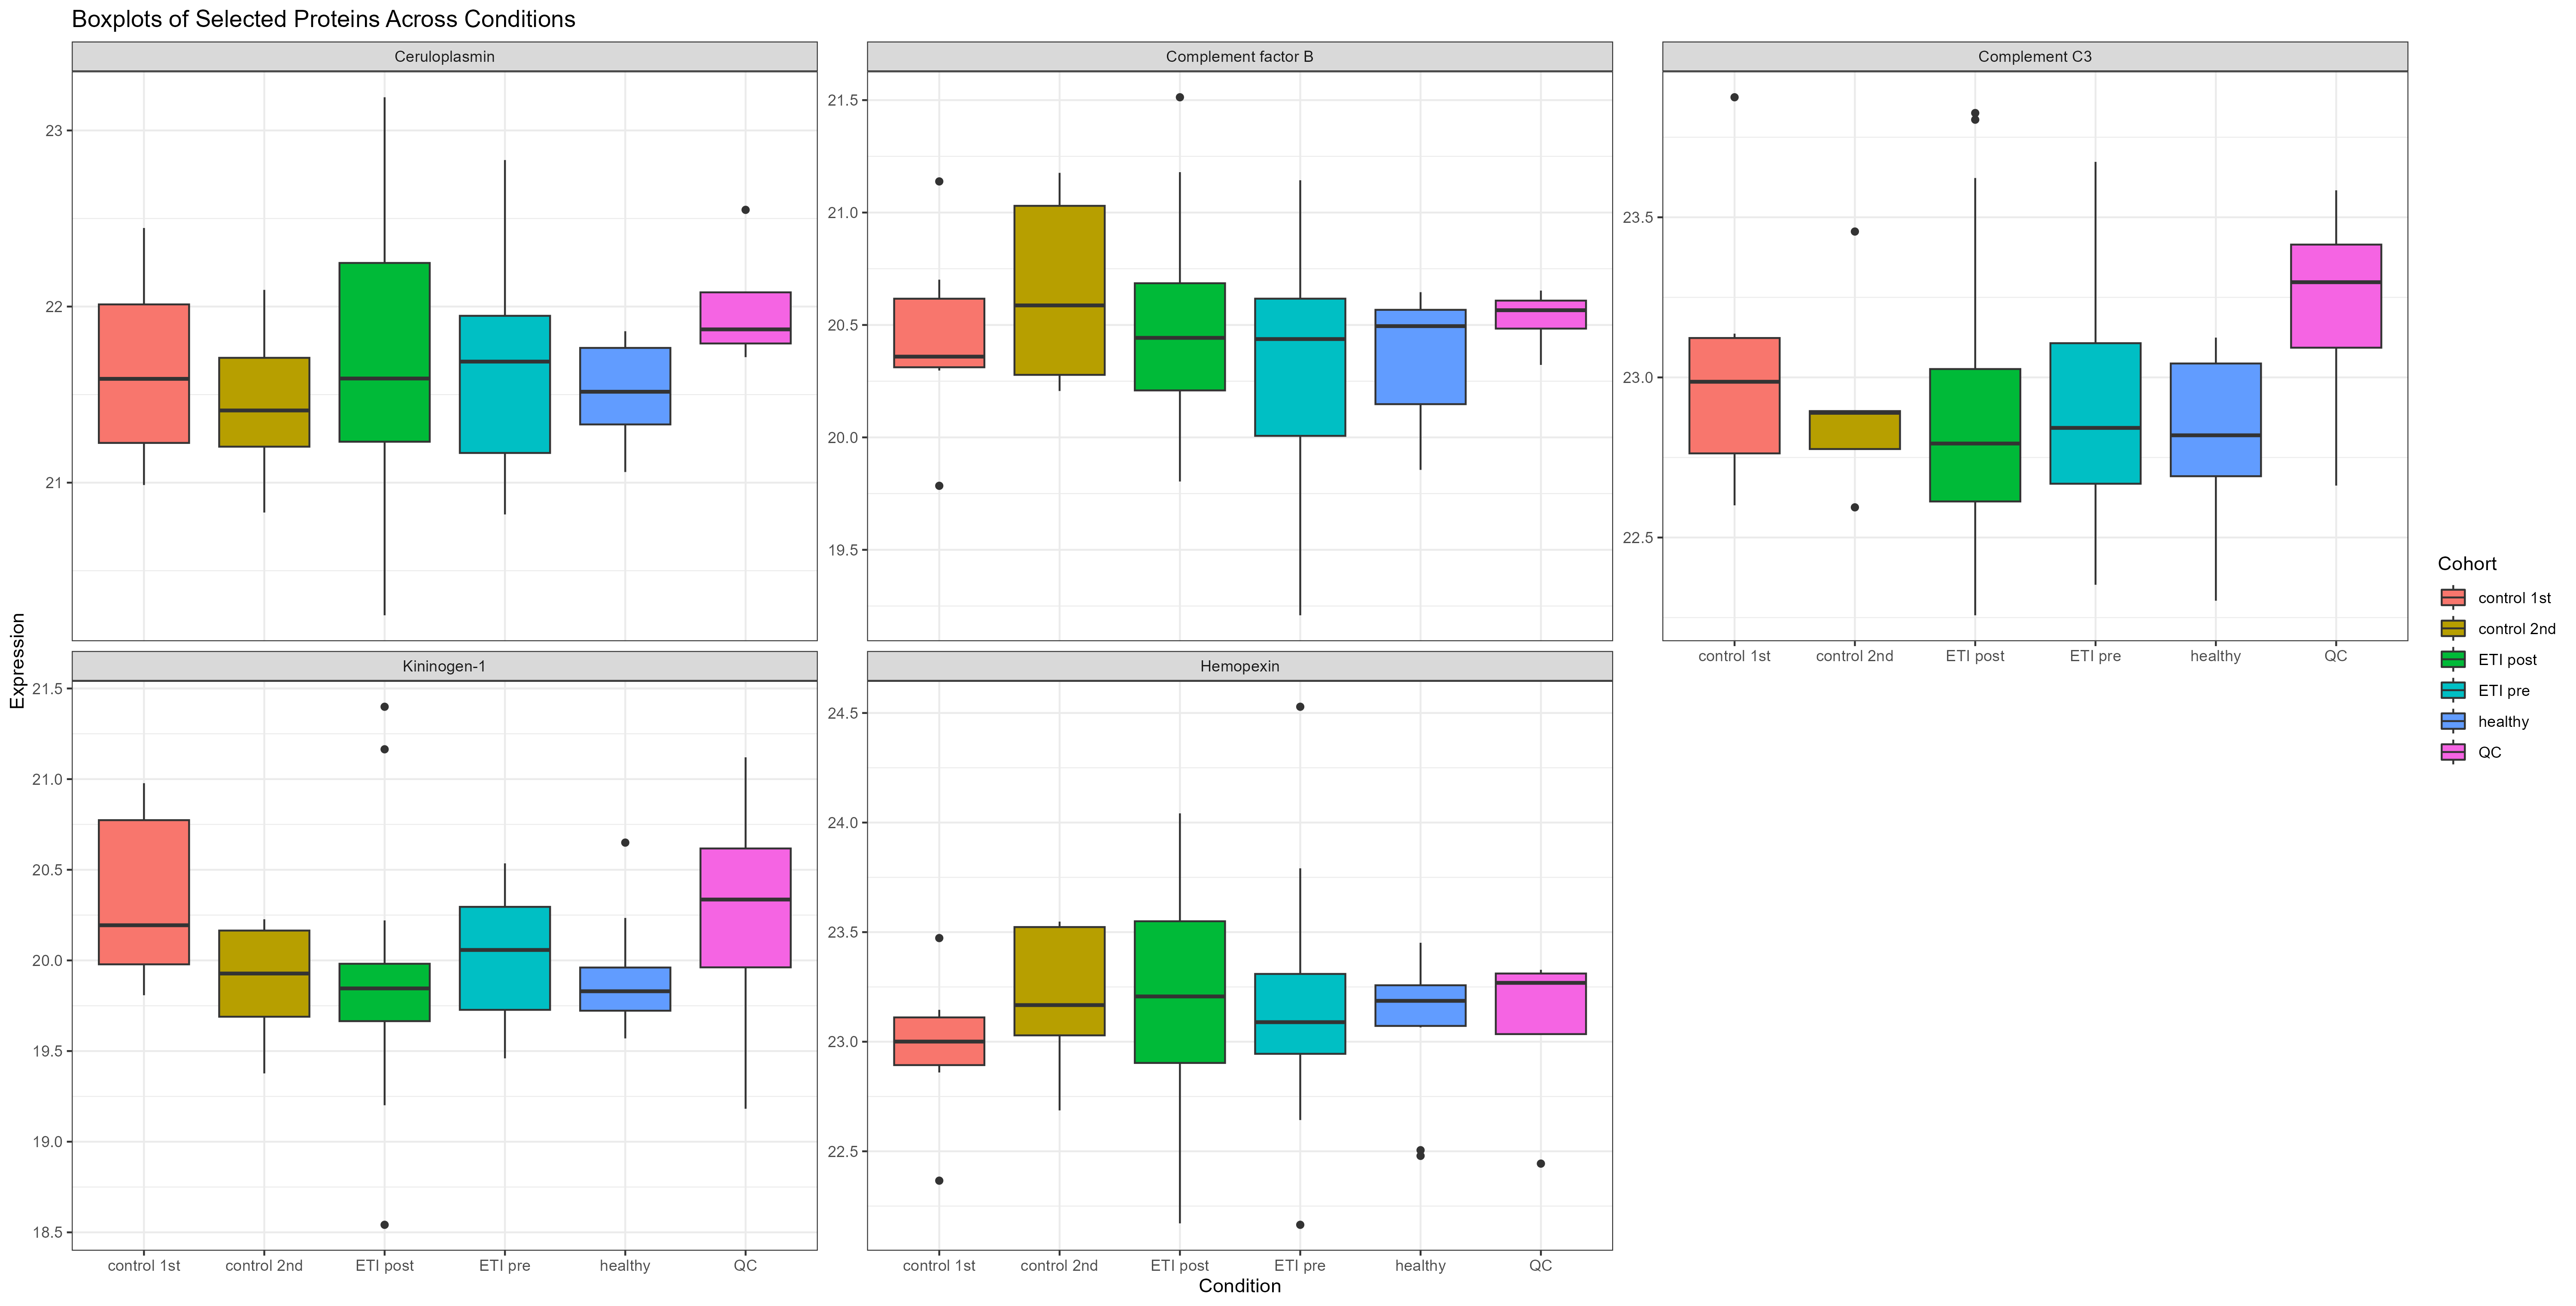 Boxplots of Selected Proteins Across Conditions
Ceruloplasmin
Complement factor B
Complement C3
23
22
21
21.5
21.0
20.5
20.0
19.5
23.5
23.0
22.5
control 1st control 2nd ETI post ETI pre healthy QC
Expression
Kininogen-1
Hemopexin
21.5
21.0
20.5
20.0
19.5
19.0
18.5
24.5
24.0
23.5
23.0
22.5
control 1st control 2nd ETI post ETI pre healthy QC
control 1st control 2nd ETI post ETI pre healthy QC
Condition
Cohort
control 1st
control 2nd
ETI post
ETI pre
healthy
QC